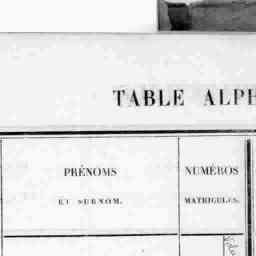 TABLE ALPH
PRÉNOMS
ET SURNOM.
NUMÉROS
MATRICULES.